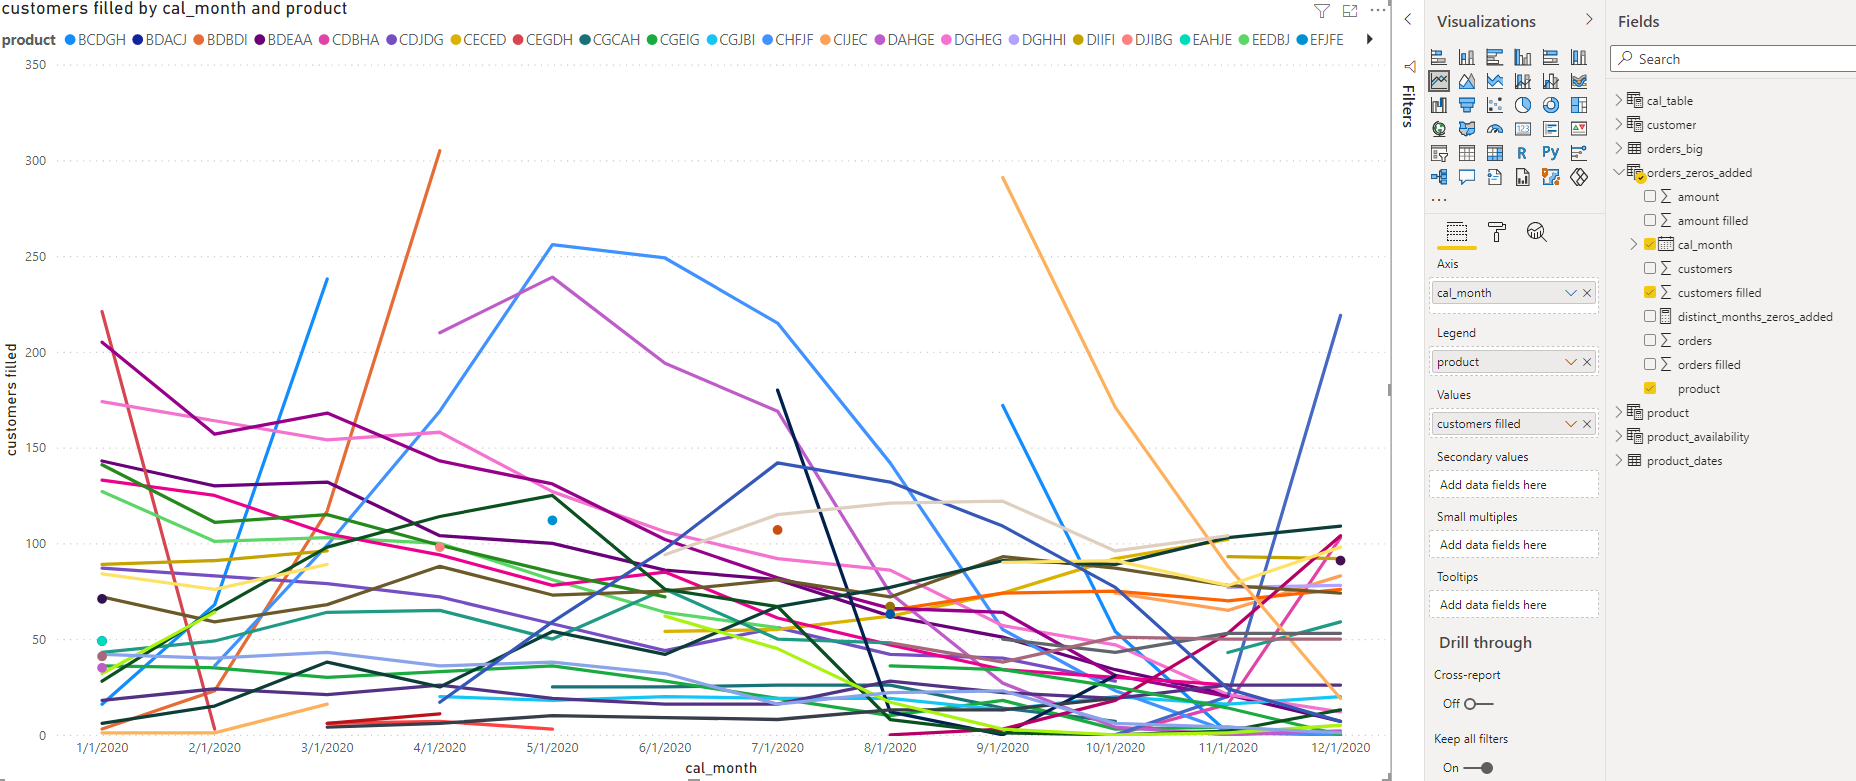 customers filled by cal_month and product
product BCDGH BDACJ BDBDI BDEAA CDBHA CDJDG CECED CEGDH CGCAH CGEIG CGJBI CHFJF CIJEC DAHGE DGHEG DGHHI DIIFI DJIBG EAHJE EEDBJ EFJFE
350
300
250
200
150
100
50
0
customers filled
1/1/2020 2/1/2020 3/1/2020 4/1/2020 5/1/2020 6/1/2020 7/1/2020 8/1/2020 9/1/2020 10/1/2020 11/1/2020 12/1/2020
cal_month
Filters
Visualizations
123
R Py
...
Axis
cal_month
Legend
product
Values
customers filled
Secondary values
Add data fields here
Small multiples
Add data fields here
Tooltips
Add data fields here
Drill through
Cross-report
Off
Keep all filters
On
Fields
Search
cal_table
customer
orders_big
orders_zeros_added
amount
amount filled
cal_month
customers
customers filled
distinct_months_zeros_added
orders
orders filled
product
product
product_availability
product_dates